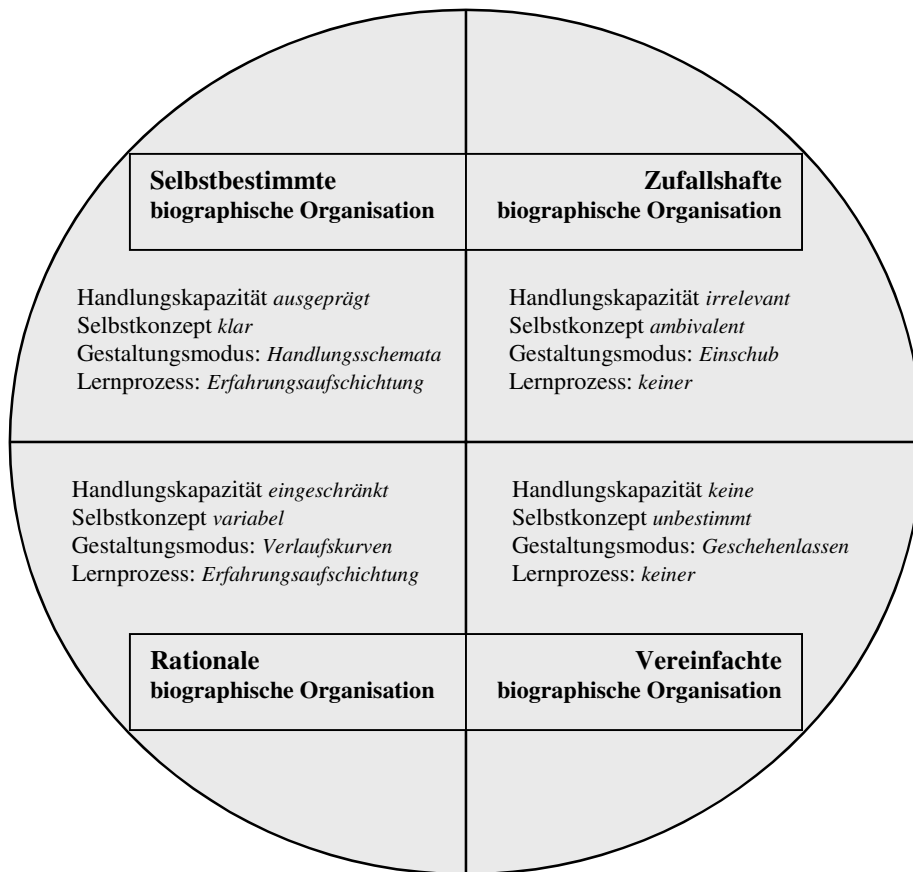 Selbstbestimmte
biographische Organisation
Zufallshafte
biographische Organisation
Handlungskapazität ausgeprägt
Selbstkonzept klar
Gestaltungsmodus: Handlungsschemata
Lernprozess: Erfahrungsaufschichtung
Handlungskapazität irrelevant
Selbstkonzept ambivalent
Gestaltungsmodus: Einschub
Lernprozess: keiner
Handlungskapazität eingeschränkt
Selbstkonzept variabel
Gestaltungsmodus: Verlaufskurven
Lernprozess: Erfahrungsaufschichtung
Handlungskapazität keine
Selbstkonzept unbestimmt
Gestaltungsmodus: Geschehenlassen
Lernprozess: keiner
Rationale
biographische Organisation
Vereinfachte
biographische Organisation